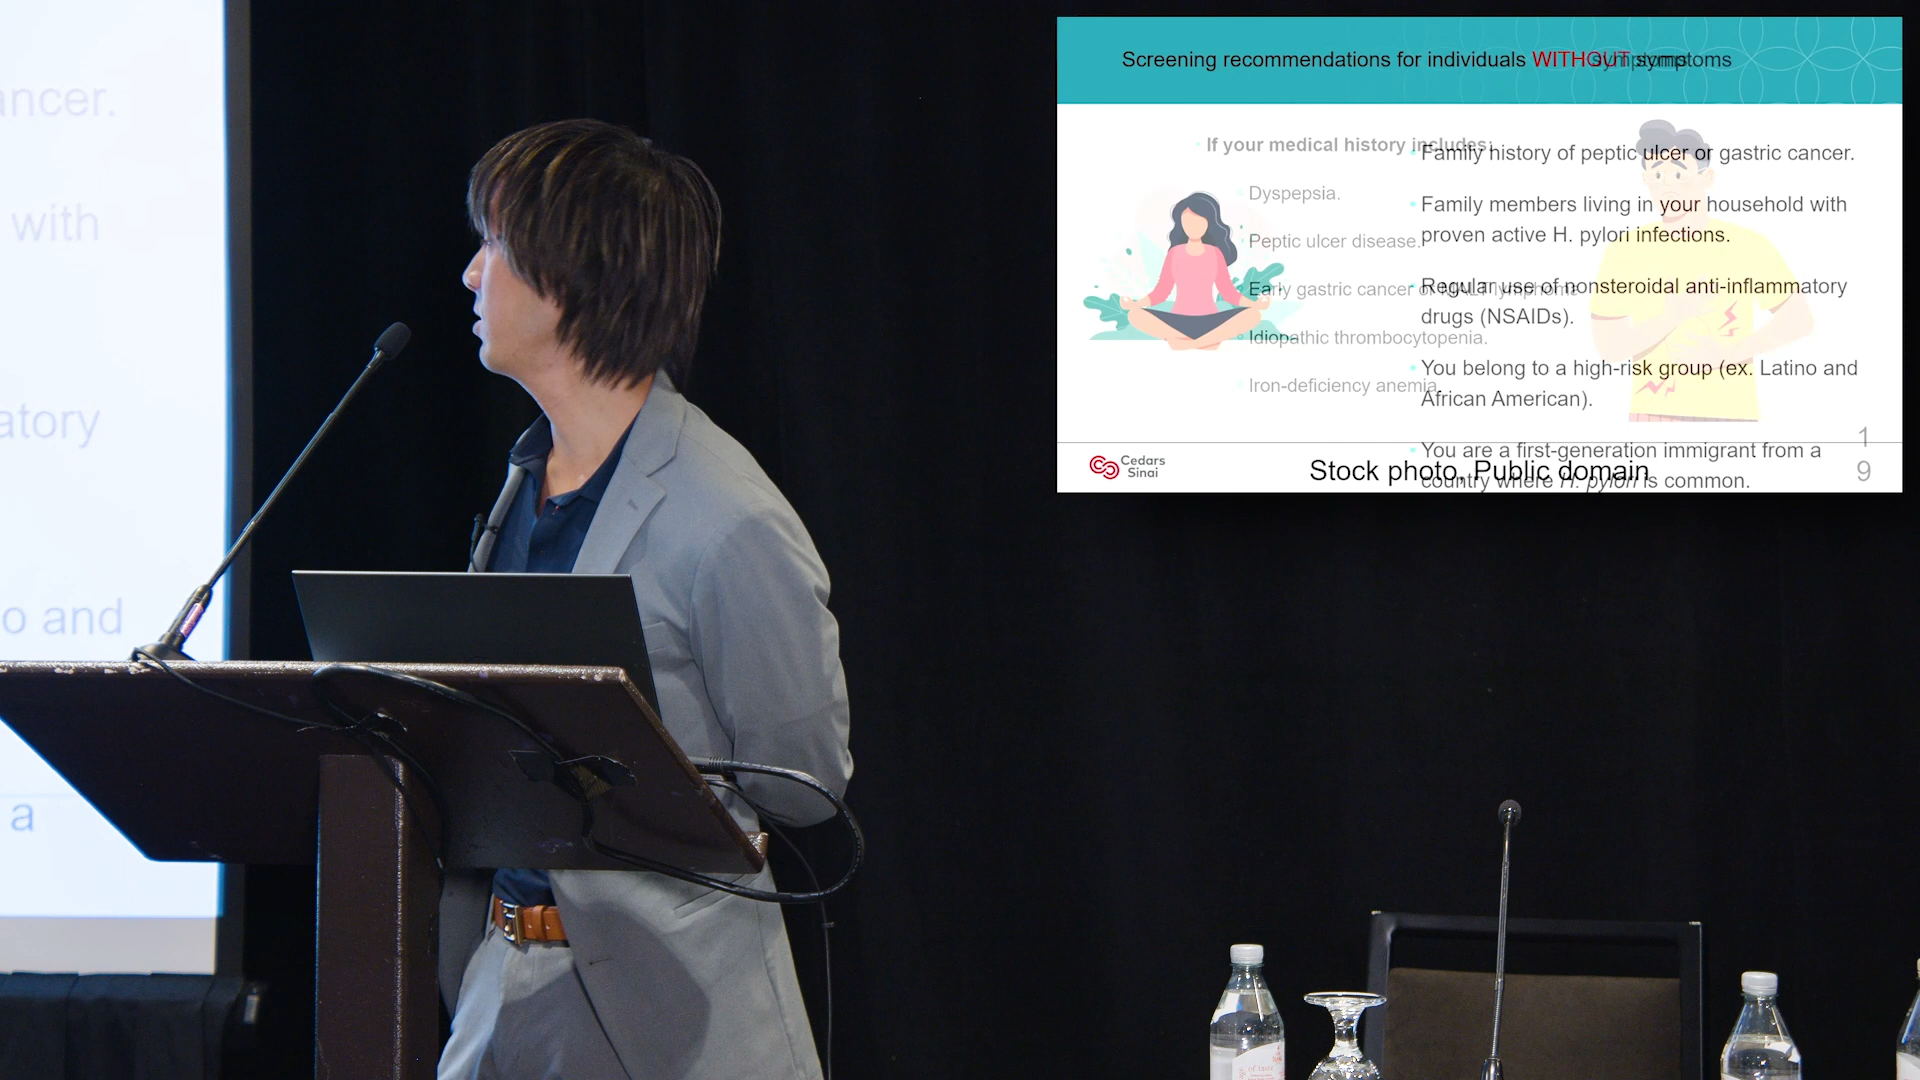 ancer.
with
atory
o and
a
Screening recommendations for individuals WITHOUT symptoms
symptoms
If your medical history includes:
Dyspepsia.
Peptic ulcer disease.
Early gastric cancer or MALT lymphoma
Idiopathic thrombocytopenia.
Iron-deficiency anemia.
Family history of peptic ulcer or gastric cancer.
Family members living in your household with
proven active H. pylori infections.
Regular use of nonsteroidal anti-inflammatory
drugs (NSAIDs).
You belong to a high-risk group (ex. Latino and
African American).
You are a first-generation immigrant from a
country where H. pylori is common.
Cedars
Sinai
Stock photo, Public domain
1
9